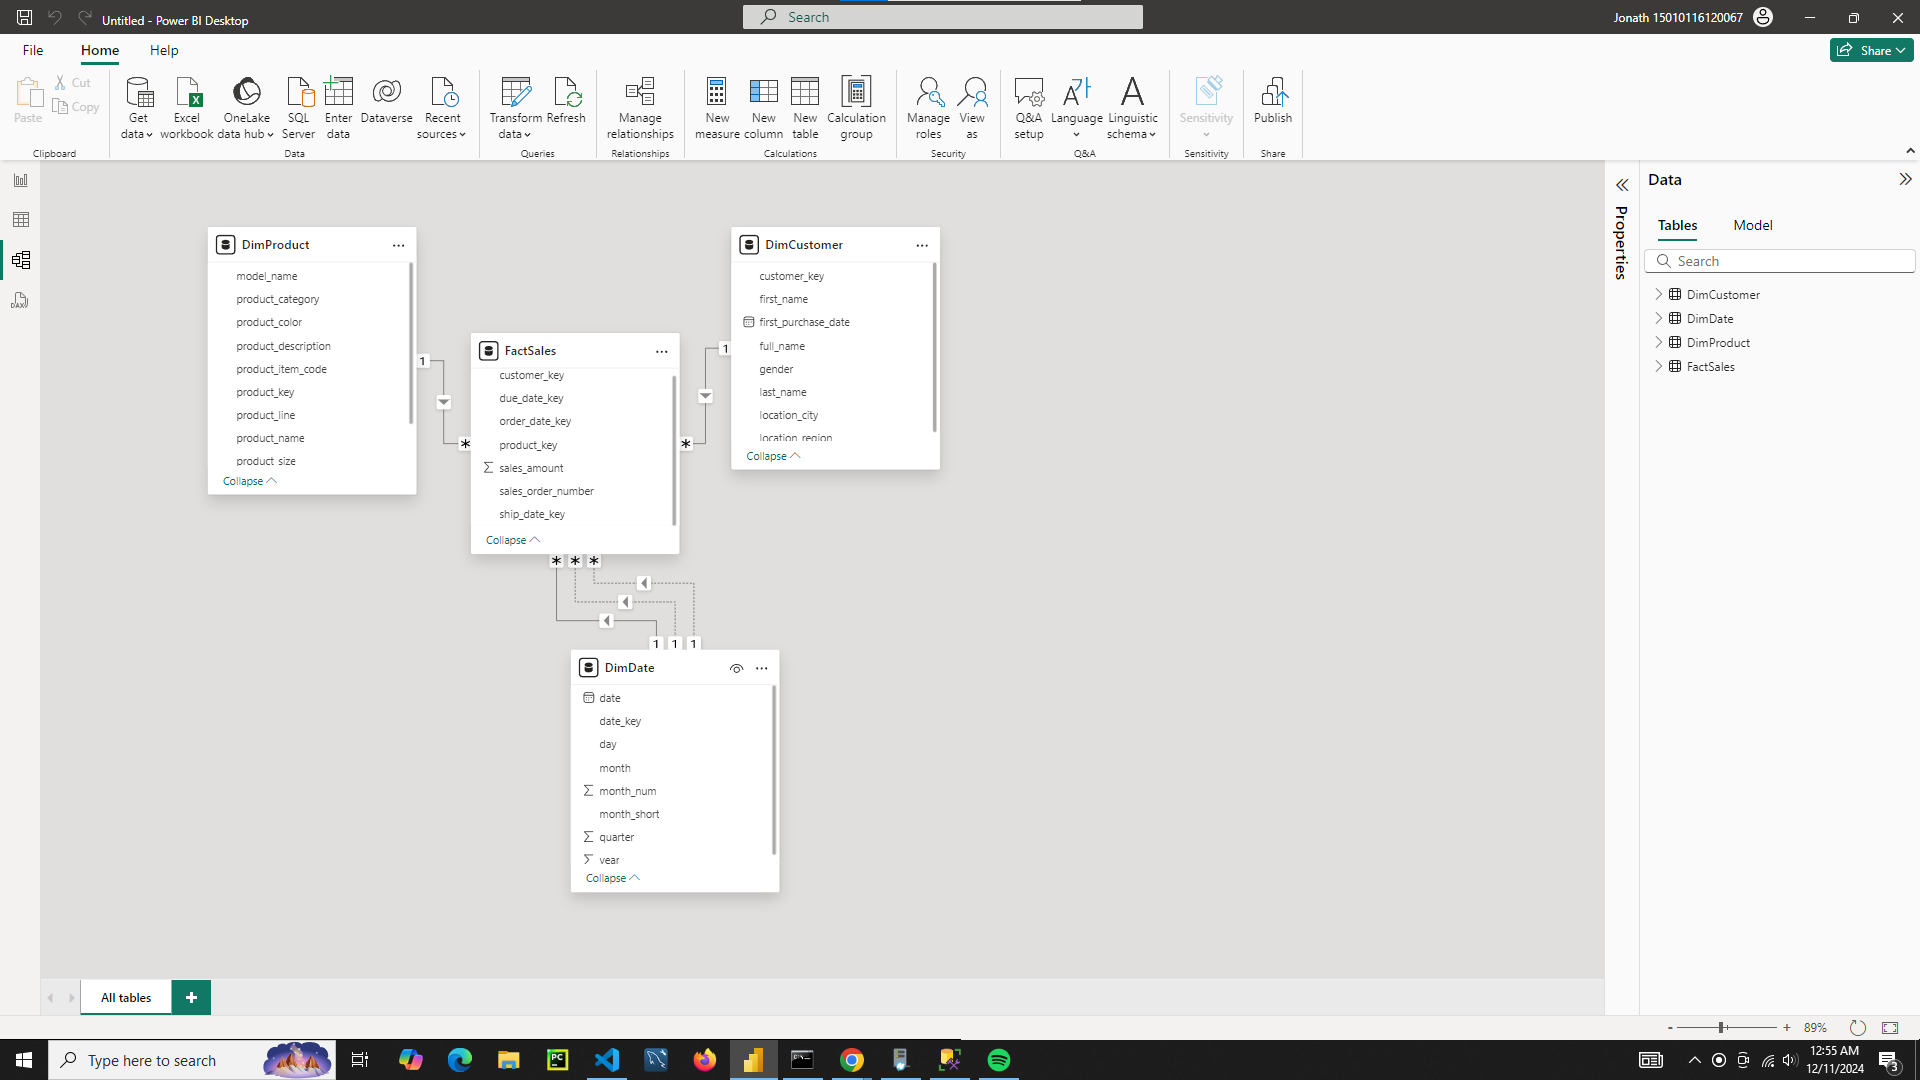 Untitled - Power BI Desktop
Search
Jonath 15010116120067
File
Home
Help
Share
Paste
Cut
Copy
Clipboard
Get data
Excel workbook
OneLake data hub
SQL Server
Enter data
Dataverse
Recent sources
Data
Transform data
Refresh
Queries
Manage relationships
Relationships
New measure
New column
New table
Calculation group
Calculations
Manage roles
View as
Security
Q&A setup
Language
Linguistic schema
Q&A
Sensitivity
Sensitivity
Publish
Share
DAX
DimProduct
model_name
product_category
product_color
product_description
product_item_code
product_key
product_line
product_name
product_size
Collapse
1
*
FactSales
customer_key
due_date_key
order_date_key
product_key
sales_amount
sales_order_number
ship_date_key
Collapse
1
*
DimCustomer
customer_key
first_name
first_purchase_date
full_name
gender
last_name
location_city
location_region
Collapse
* * *
1 1 1
DimDate
date
date_key
day
month
month_num
month_short
quarter
year
Collapse
Properties
Data
Tables
Model
Search
DimCustomer
DimDate
DimProduct
FactSales
All tables
+
- + 89%
Type here to search
PC
12:55 AM
12/11/2024
3